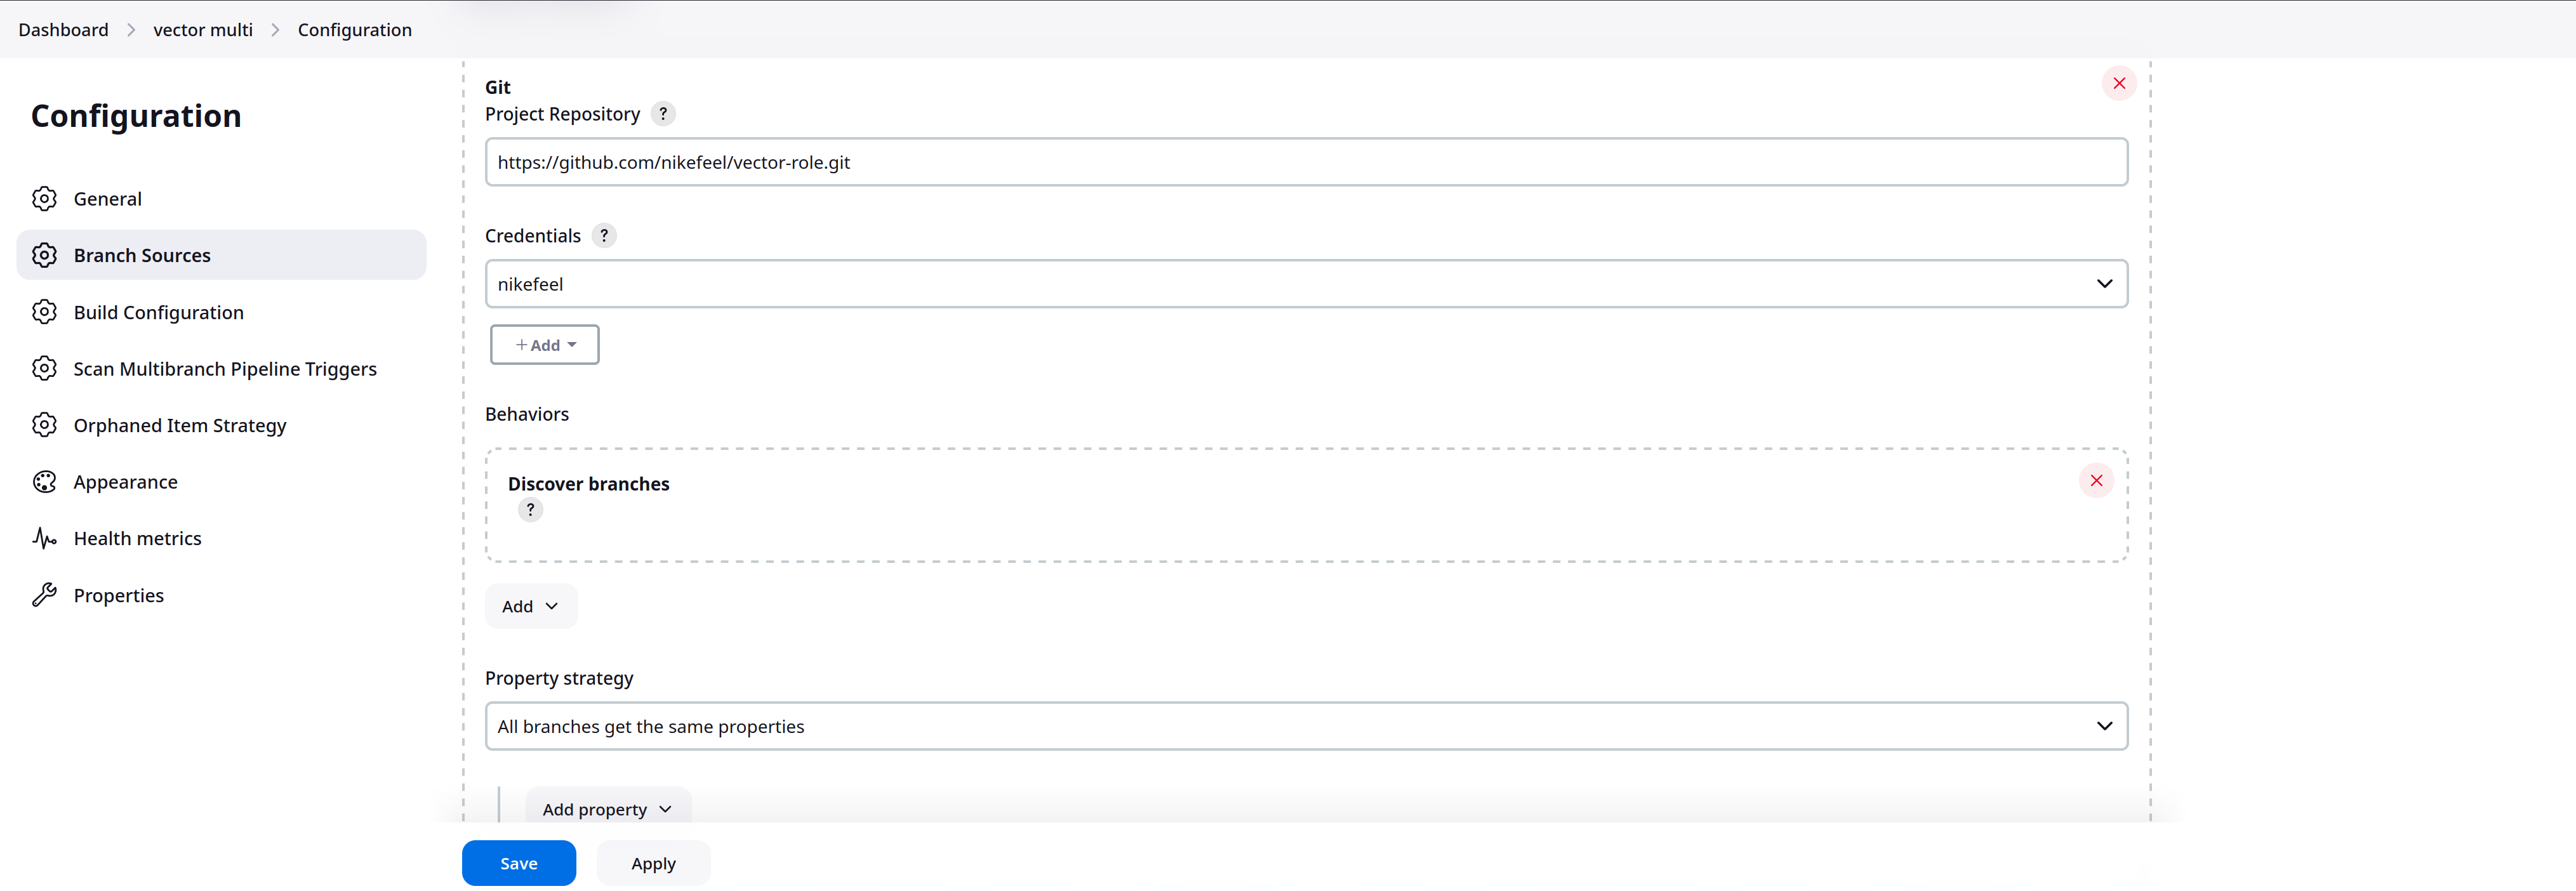 Dashboard > vector multi > Configuration
Configuration
General
Branch Sources
Build Configuration
Scan Multibranch Pipeline Triggers
Orphaned Item Strategy
Appearance
Health metrics
Properties
Git
Project Repository ?
https://github.com/nikefeel/vector-role.git
Credentials ?
nikefeel
+ Add
Behaviors
Discover branches
?
Add
Property strategy
All branches get the same properties
Add property
Save Apply